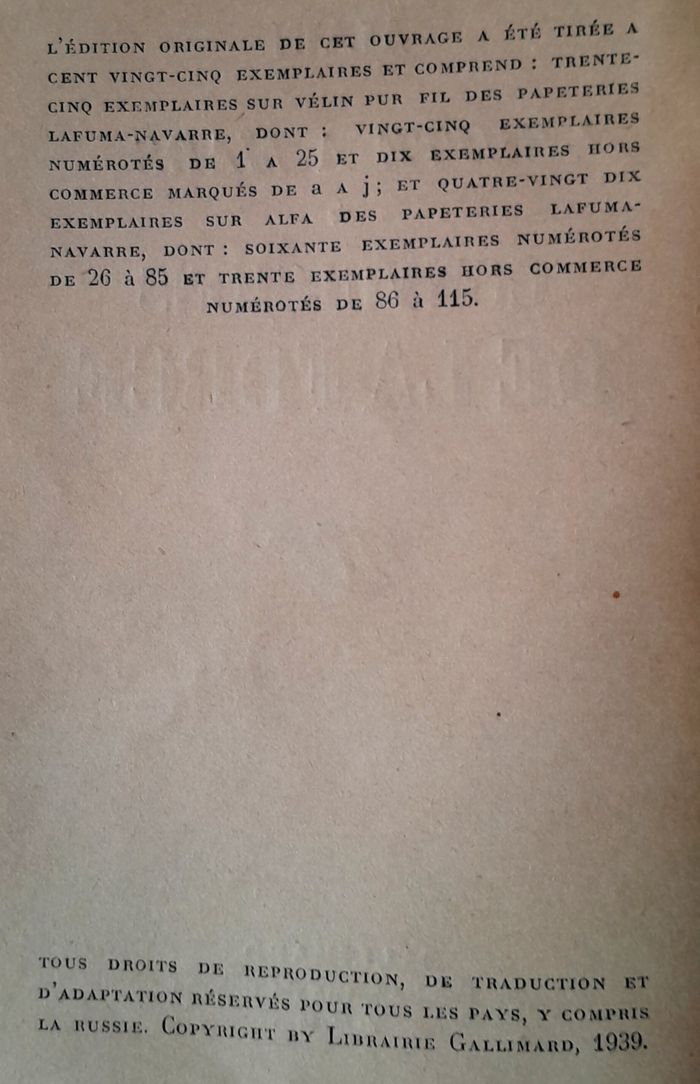 L'ÉDITION ORIGINALE DE CET OUVRAGE A ÉTÉ TIRÉE A
CENT VINGT-CINQ EXEMPLAIRES ET COMPREND : TRENTE-
CINQ EXEMPLAIRES SUR VÉLIN PUR FIL DES PAPETERIES
LAFUMA-NAVARRE, DONT : VINGT-CINQ EXEMPLAIRES
NUMÉROTÉS DE 1 A 25 ET DIX EXEMPLAIRES HORS
COMMERCE MARQUÉS DE a A j; ET QUATRE-VINGT DIX
EXEMPLAIRES SUR ALFA DES PAPETERIES LAFUMA-
NAVARRE, DONT : SOIXANTE EXEMPLAIRES NUMÉROTÉS
DE 26 à 85 ET TRENTE EXEMPLAIRES HORS COMMERCE
NUMÉROTÉS DE 86 à 115.
TOUS DROITS DE REPRODUCTION, DE TRADUCTION ET
D'ADAPTATION RÉSERVÉS POUR TOUS LES PAYS, Y COMPRIS
LA RUSSIE. COPYRIGHT BY LIBRAIRIE GALLIMARD, 1939.